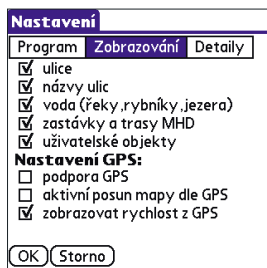 Nastavení
Program Zobrazování Detaily
ulice
názvy ulic
voda (řeky,rybníky,jezera)
zastávky a trasy MHD
uživatelské objekty
Nastavení GPS:
podpora GPS
aktivní posun mapy dle GPS
zobrazovat rychlost z GPS
OK Storno